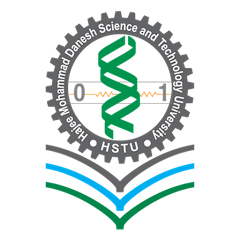 Hajee Mohammad Danesh Science and Technology University
0 1
• HSTU •